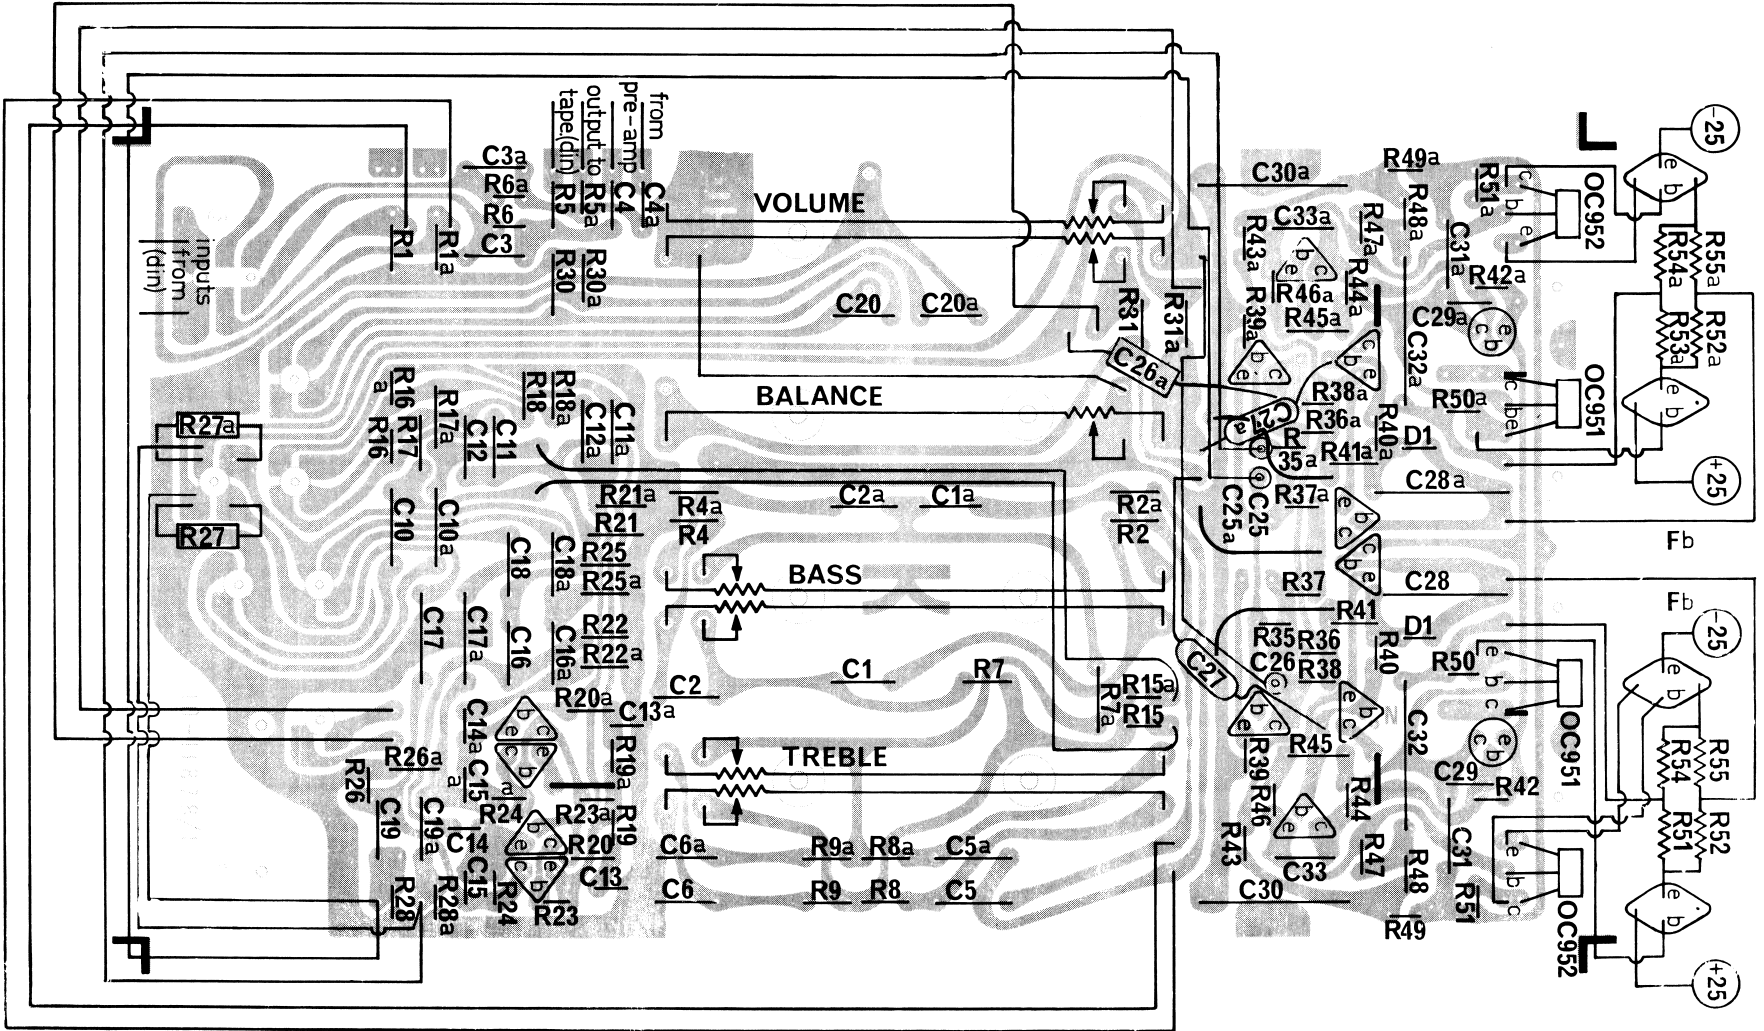 from
pre-amp
output to
tape.(din)
C3a
R6a
R6
C3
R5
R5a
C4
C4a
VOLUME
R1
R1a
R30
R30a
inputs
from
(din)
C20
C20a
R31
R31a
C26a
BALANCE
R27a
R27
R16a
R16
R17
R17a
C12
C11
R18
R18a
C12a
C11a
C10
C10a
R21a
R21
R4a
R4
C2a
C1a
R2a
R2
C18
C18a
R25
R25a
BASS
C17
C17a
C16
C16a
R22
R22a
C2
C1
R7
R7a
R15a
R15
R20a
C13a
C14a
R26a
R26
C15a
R19a
TREBLE
C19
C19a
R24a
R23a
R19
C14
C15
R20
C13
R28
R28a
R24
R23
C6a
R9a
R8a
C5a
C6
R9
R8
C5
C30a
R49a
R43a
C33a
R47a
R48a
C31a
R51a
c
b
e
OC952
R42a
b
e
c
R46a
R44a
R39a
R45a
C29a
e
c
b
C32a
b
e
c
c
b
e
R38a
R50a
c
b
e
OC951
C27a
R36a
R35a
R40a
D1
R41a
C28a
R37a
C25
C25a
e
b
c
c
b
e
R37
C28
R41
D1
R35
R36
R40
R50
C26
R38
C27
e
b
c
OC951
b
e
c
e
b
c
C32
e
c
b
R45
R39
R46
R44
C29
R42
b
e
c
R43
C33
R47
R48
C31
R51
e
b
c
OC952
C30
R49
-25
e
b
R54a
R55a
R53a
R52a
e
b
+25
Fb
Fb
-25
e
b
R54
R55
R51
R52
e
b
+25
e
b
c
c
e
b
b
e
c
c
e
b